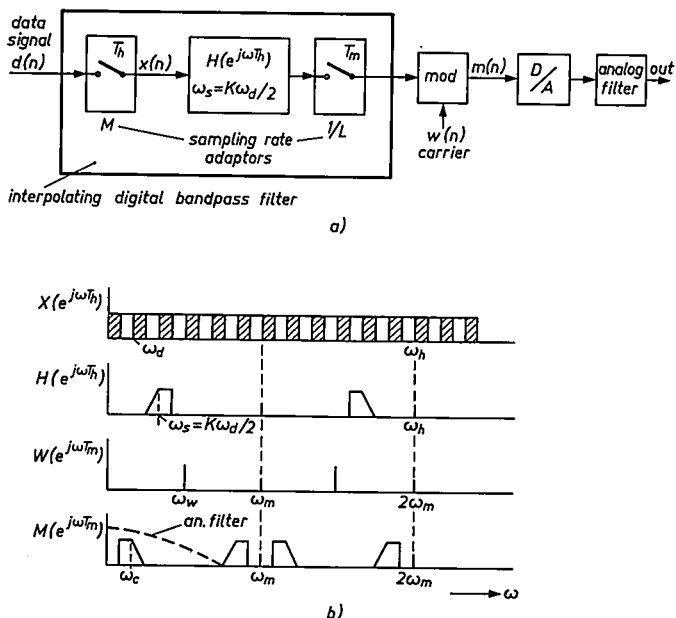 data
signal
d(n)
T_h
x(n)
H(e^{jωT_h})
ω_s=Kω_d/2
T_m
mod
m(n)
D/A
analog
filter
out
M
sampling rate
adaptors
1/L
w(n)
carrier
interpolating digital bandpass filter
a)
X(e^{jωT_h})
ω_d
ω_h
H(e^{jωT_h})
ω_s=Kω_d/2
ω_h
W(e^{jωT_m})
ω_w
ω_m
2ω_m
M(e^{jωT_m})
an. filter
ω_c
ω_m
2ω_m
ω
b)